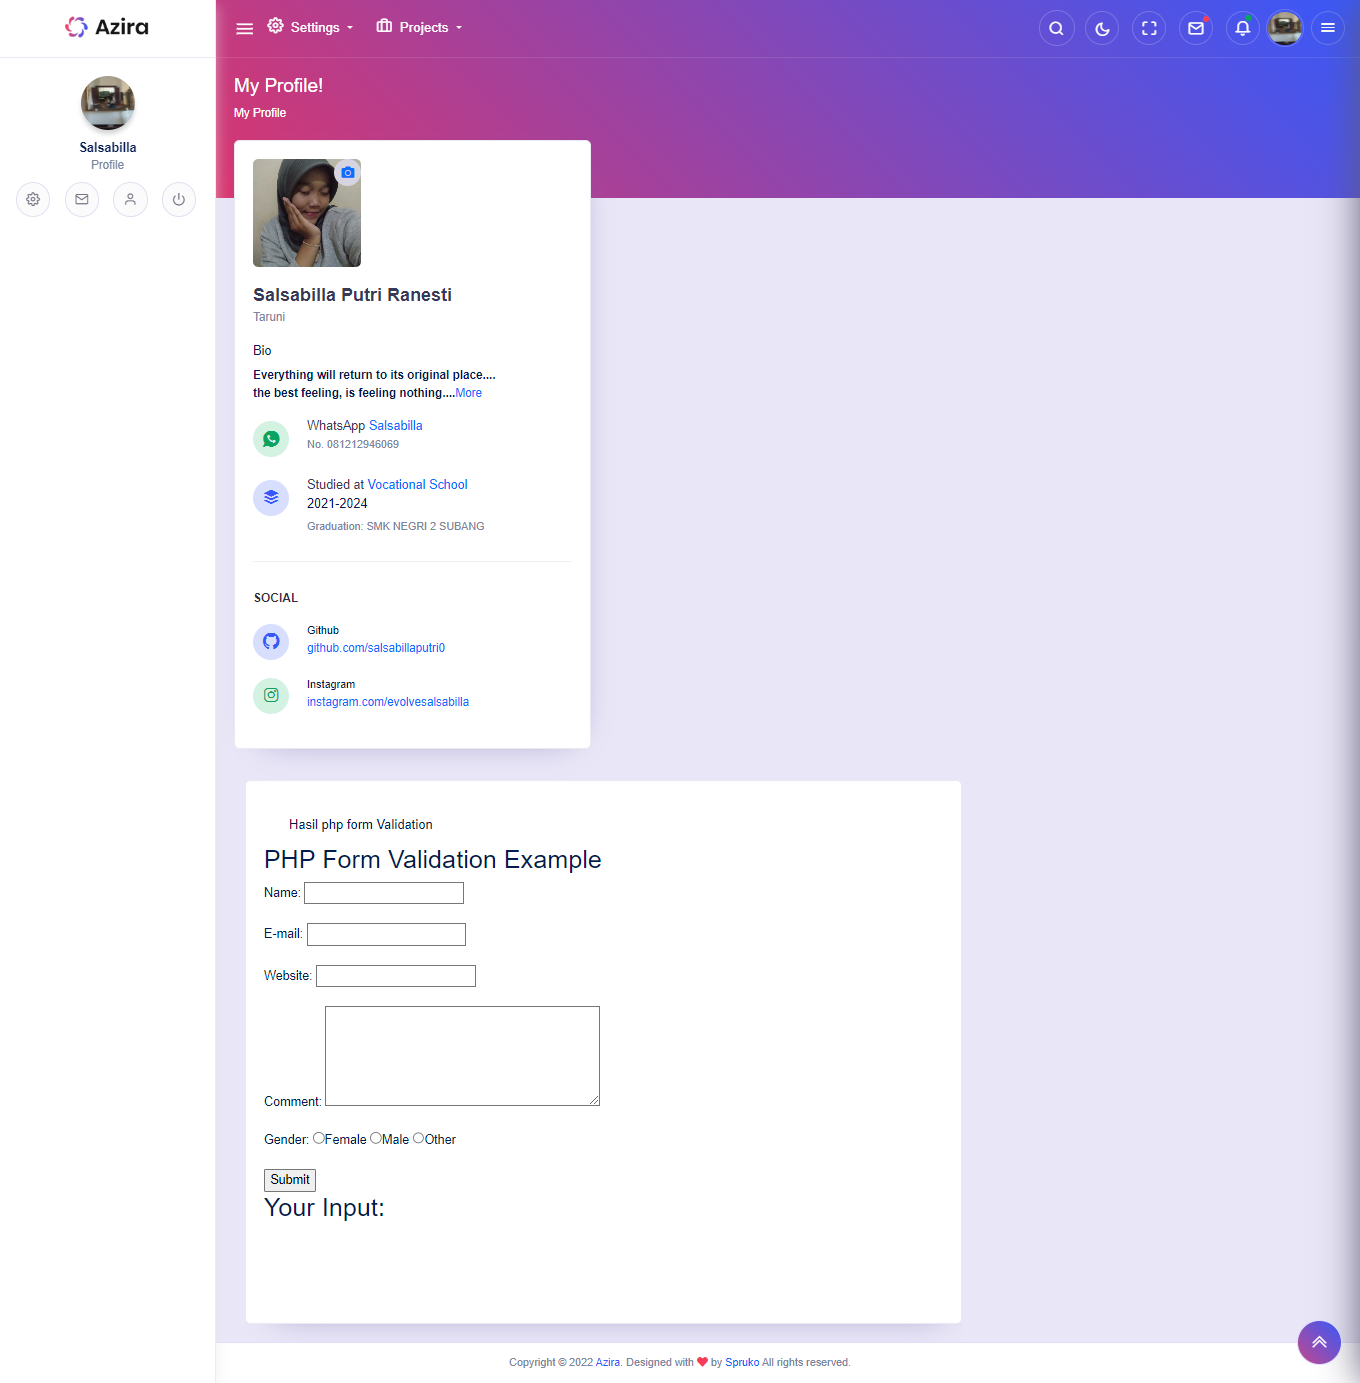 Azira
Settings
Projects
Salsabilla
Profile
My Profile!
My Profile
Salsabilla Putri Ranesti
Taruni
Bio
Everything will return to its original place....
the best feeling, is feeling nothing....More
WhatsApp Salsabilla
No. 081212946069
Studied at Vocational School
2021-2024
Graduation: SMK NEGRI 2 SUBANG
SOCIAL
Github
github.com/salsabillaputri0
Instagram
instagram.com/evolvesalsabilla
Hasil php form Validation
PHP Form Validation Example
Name:
E-mail:
Website:
Comment:
Gender: Female Male Other
Submit
Your Input:
Copyright © 2022 Azira. Designed with ❤ by Spruko All rights reserved.